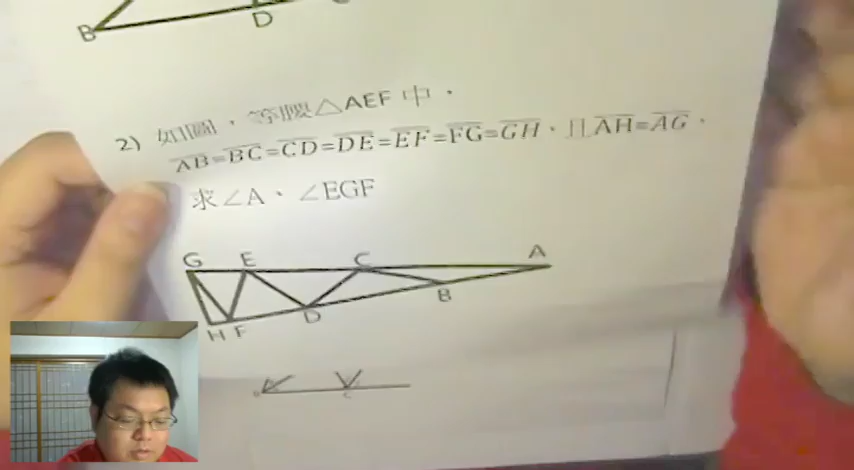 B
D
2) 如圖，等腰△AEF 中，
AB=BC=CD=DE=EF=FG=GH，且AH=AG，
求∠A、∠EGF
G E C A
B
D
H F
C